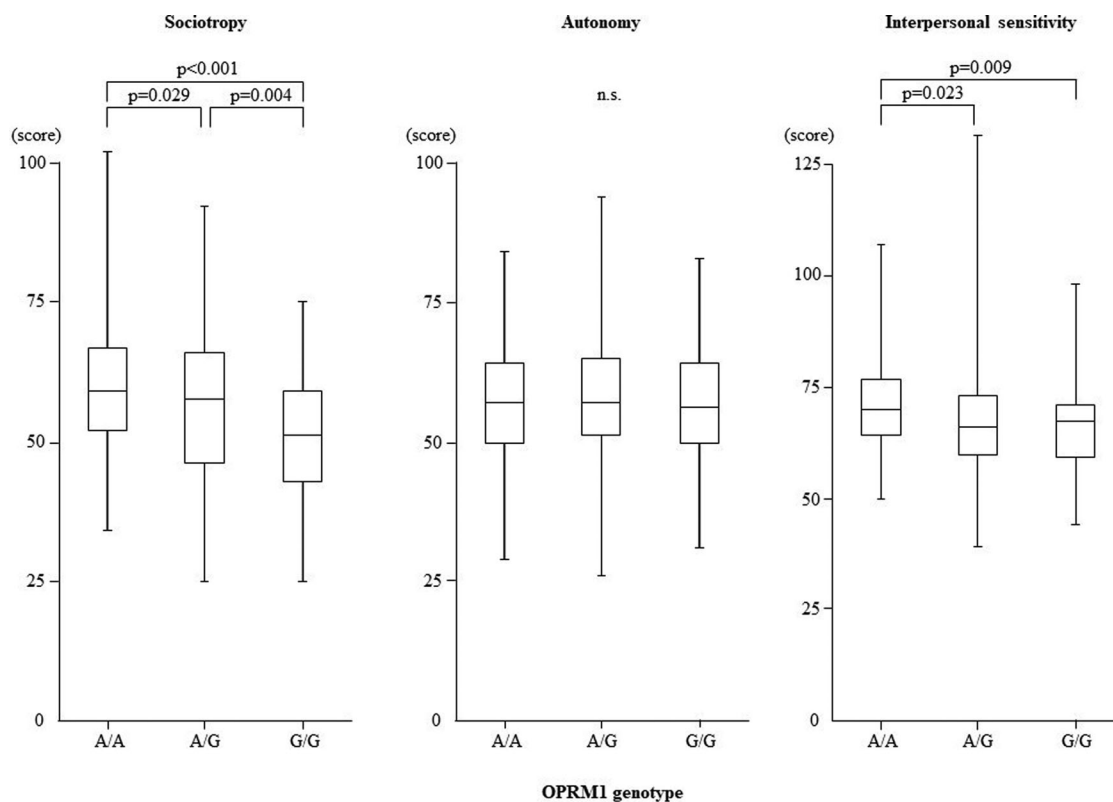 Sociotropy
p<0.001
p=0.029
p=0.004
(score)
100
75
50
25
0
A/A
A/G
G/G
Autonomy
n.s.
(score)
100
75
50
25
0
A/A
A/G
G/G
Interpersonal sensitivity
p=0.009
p=0.023
(score)
125
100
75
50
25
0
A/A
A/G
G/G
OPRM1 genotype